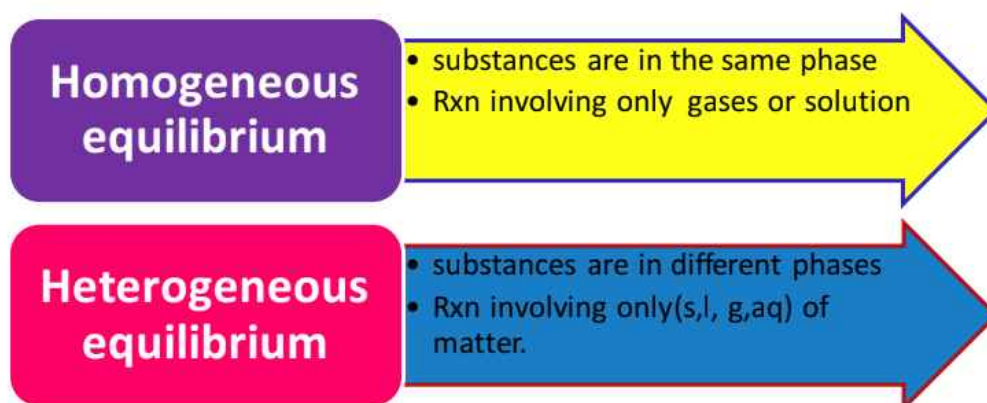 Homogeneous
equilibrium
• substances are in the same phase
• Rxn involving only gases or solution
Heterogeneous
equilibrium
• substances are in different phases
• Rxn involving only(s,l, g,aq) of
matter.